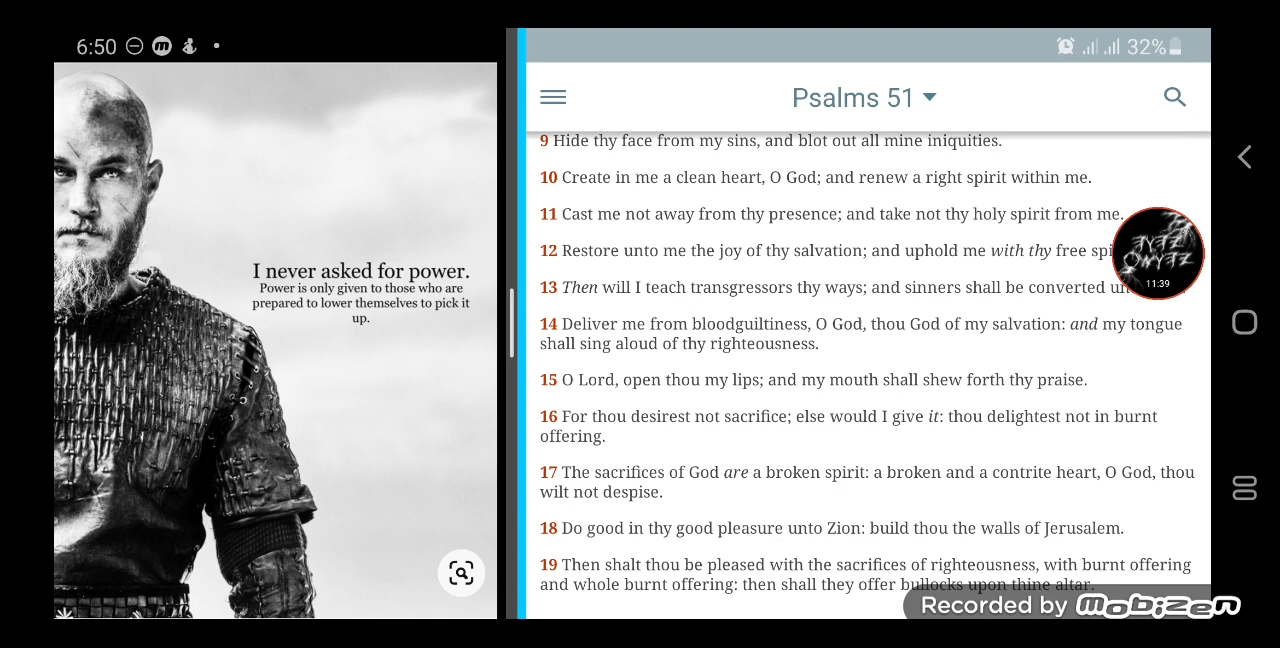 6:50
32%
I never asked for power.
Power is only given to those who are
prepared to lower themselves to pick it
up.
Psalms 51
9 Hide thy face from my sins, and blot out all mine iniquities.
10 Create in me a clean heart, O God; and renew a right spirit within me.
11 Cast me not away from thy presence; and take not thy holy spirit from me.
12 Restore unto me the joy of thy salvation; and uphold me with thy free
13 Then will I teach transgressors thy ways; and sinners shall be converted
14 Deliver me from bloodguiltiness, O God, thou God of my salvation: and my tongue
shall sing aloud of thy righteousness.
15 O Lord, open thou my lips; and my mouth shall shew forth thy praise.
16 For thou desirest not sacrifice; else would I give it: thou delightest not in burnt
offering.
17 The sacrifices of God are a broken spirit: a broken and a contrite heart, O God, thou
wilt not despise.
18 Do good in thy good pleasure unto Zion: build thou the walls of Jerusalem.
19 Then shalt thou be pleased with the sacrifices of righteousness, with burnt offering
and whole burnt offering: then shall they offer bullocks upon thine altar.
11:39
Recorded by mobizen